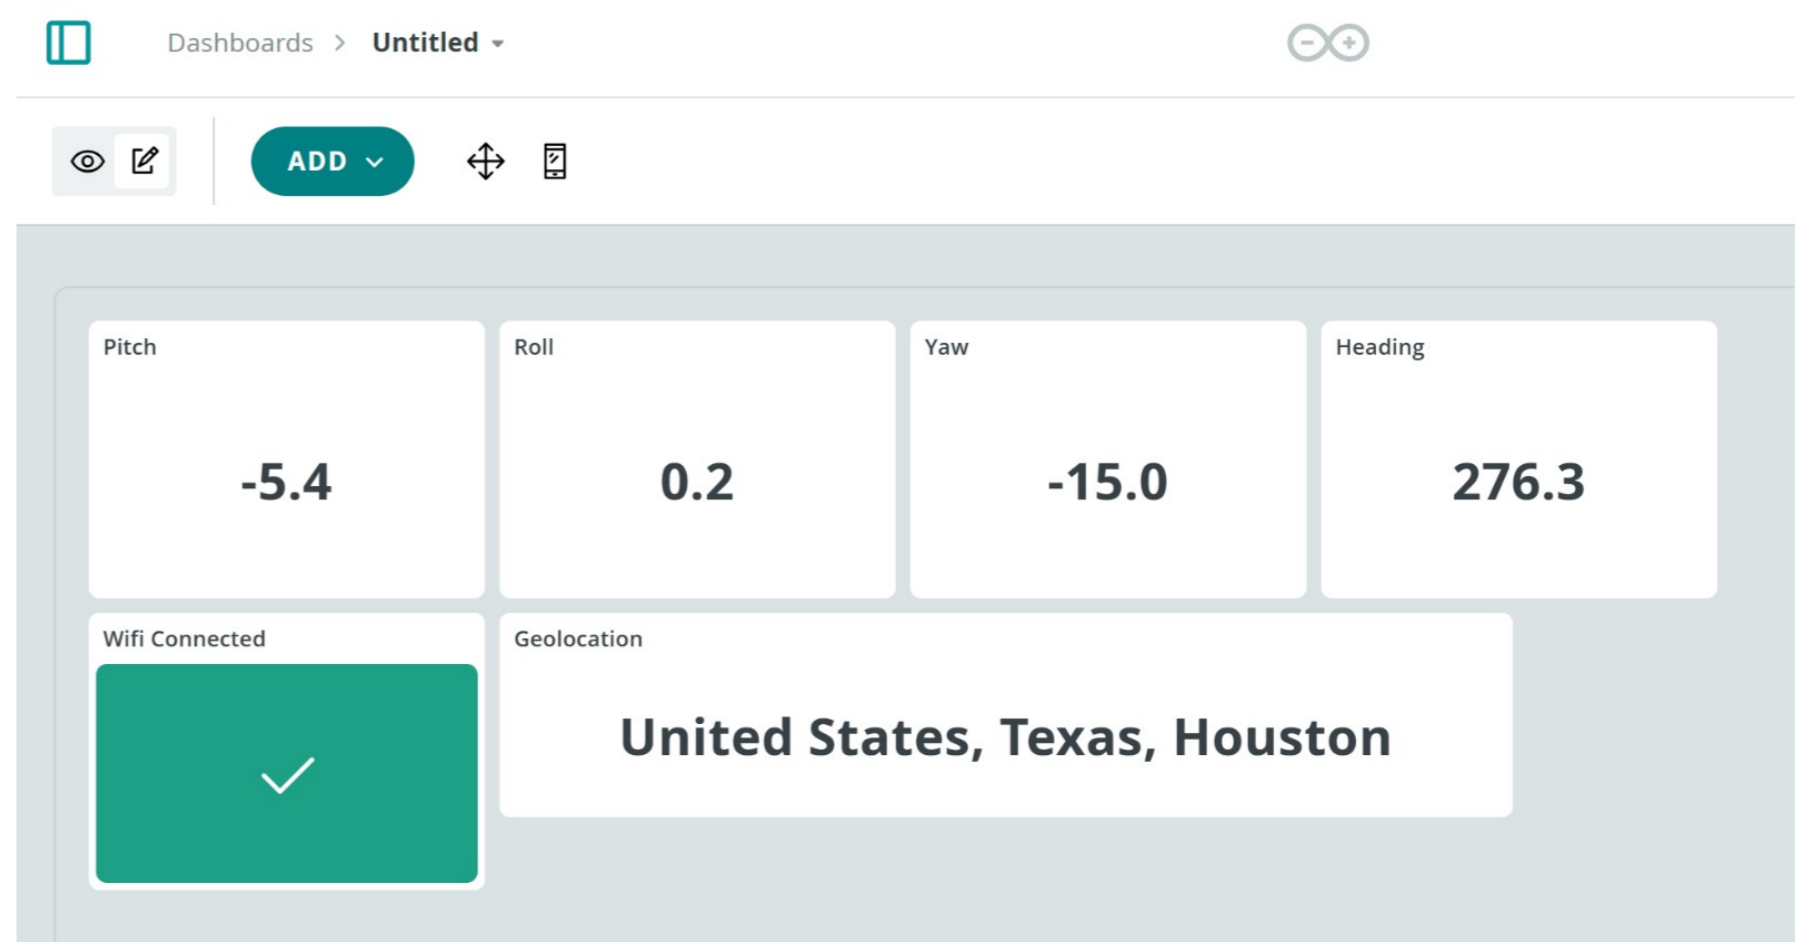 Dashboards > Untitled
ADD
Pitch
-5.4
Roll
0.2
Yaw
-15.0
Heading
276.3
Wifi Connected
Geolocation
United States, Texas, Houston